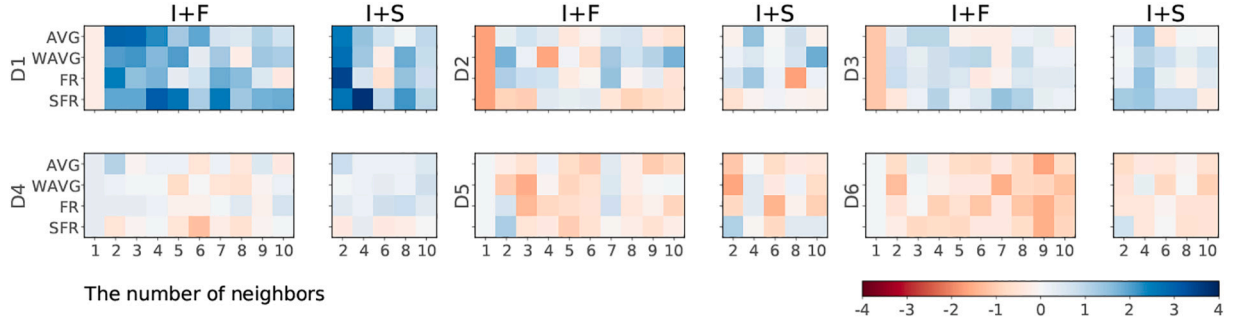 I+F I+S I+F I+S I+F I+S
D1 AVG D2 D3
WAVG
FR
SFR
D4 AVG D5 D6
WAVG
FR
SFR
1 2 3 4 5 6 7 8 9 10 2 4 6 8 10 1 2 3 4 5 6 7 8 9 10 2 4 6 8 10 1 2 3 4 5 6 7 8 9 10 2 4 6 8 10
The number of neighbors
-4 -3 -2 -1 0 1 2 3 4